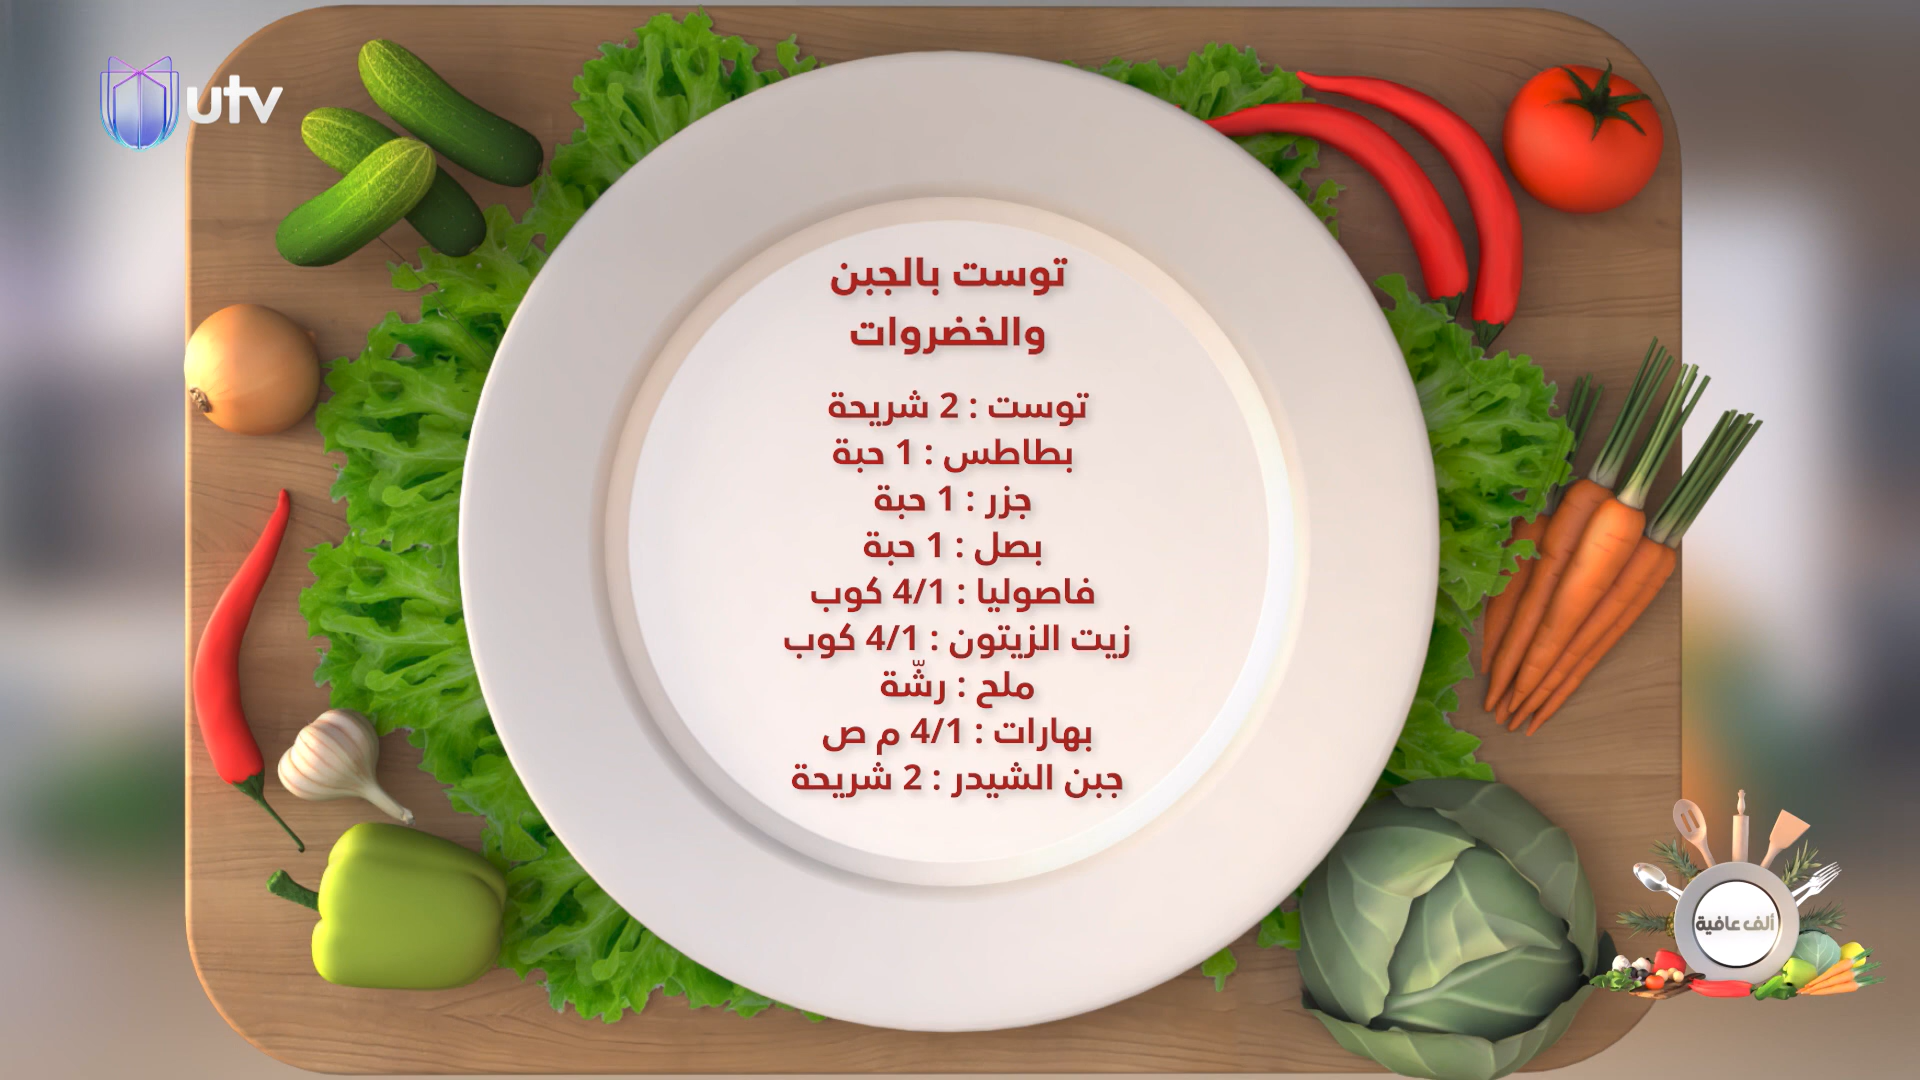 utv
توست بالجبن
والخضروات
توست : 2 شريحة
بطاطس : 1 حبة
جزر : 1 حبة
بصل : 1 حبة
فاصوليا : 4/1 كوب
زيت الزيتون : 4/1 كوب
ملح : رشّة
بهارات : 4/1 م ص
جبن الشيدر : 2 شريحة
ألف عافية